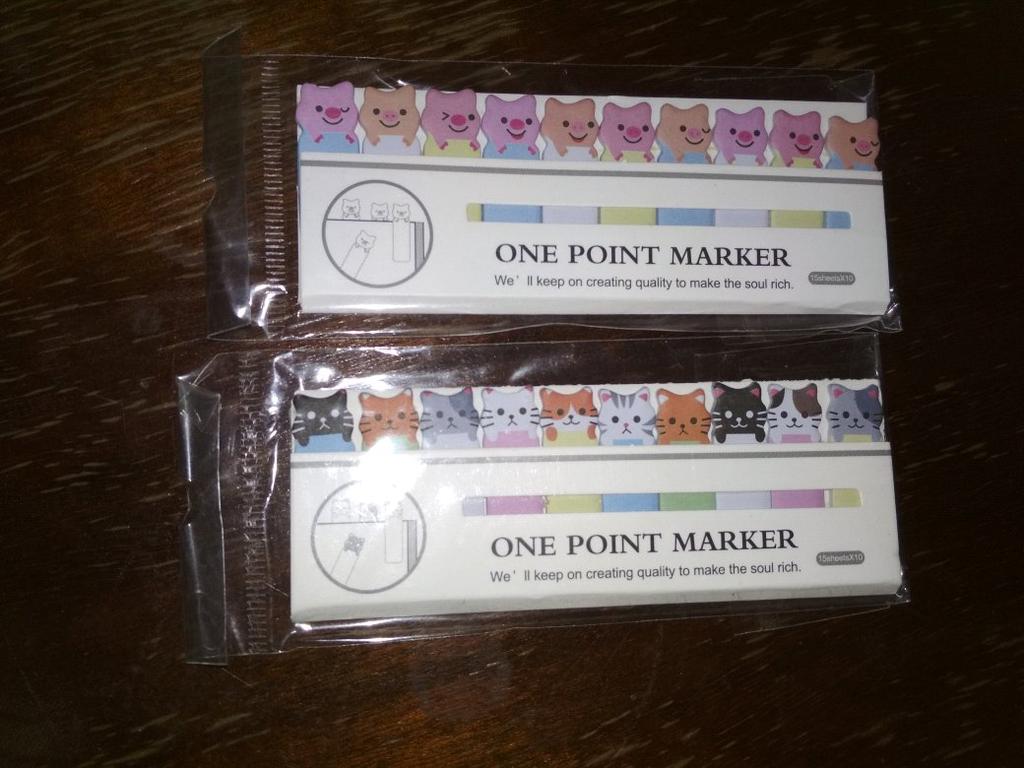 ONE POINT MARKER
We' ll keep on creating quality to make the soul rich.
15sheetsX10
ONE POINT MARKER
We' ll keep on creating quality to make the soul rich.
15sheetsX10